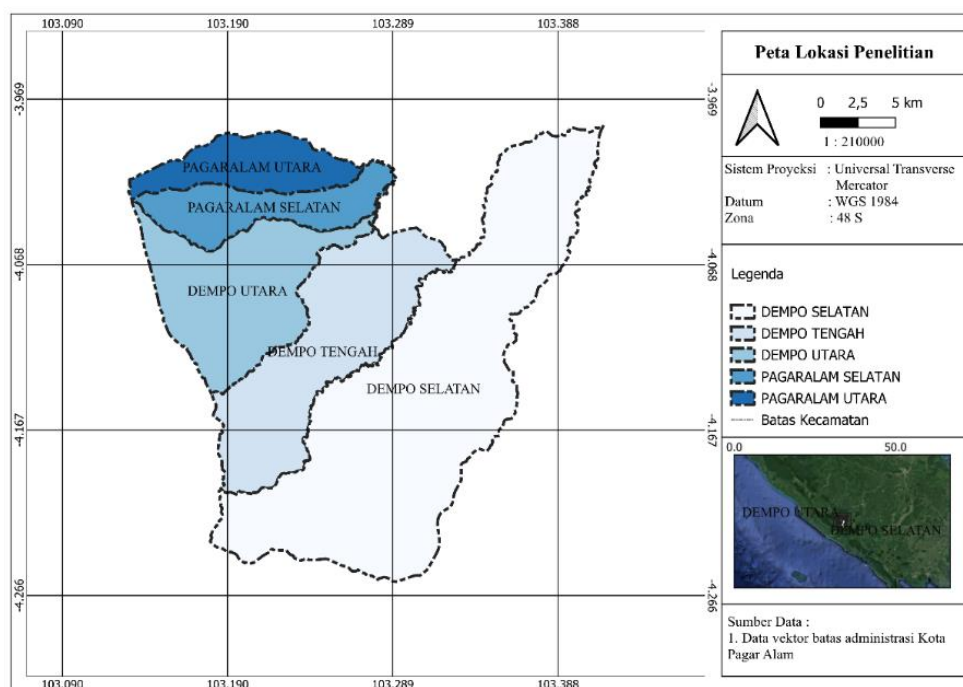 103.090 103.190 103.289 103.388
-3.969 -3.969
-4.068 -4.068
-4.167 -4.167
-4.266 -4.266
PAGARALAM UTARA
PAGARALAM SELATAN
DEMPO UTARA
DEMPO TENGAH
DEMPO SELATAN
103.090 103.190 103.289 103.388
Peta Lokasi Penelitian
0 2,5 5 km
1 : 210000
Sistem Proyeksi : Universal Transverse
Mercator
Datum : WGS 1984
Zona : 48 S
Legenda
DEMPO SELATAN
DEMPO TENGAH
DEMPO UTARA
PAGARALAM SELATAN
PAGARALAM UTARA
Batas Kecamatan
0.0 50.0
DEMPO UTARA
DEMPO SELATAN
Sumber Data :
1. Data vektor batas administrasi Kota
Pagar Alam